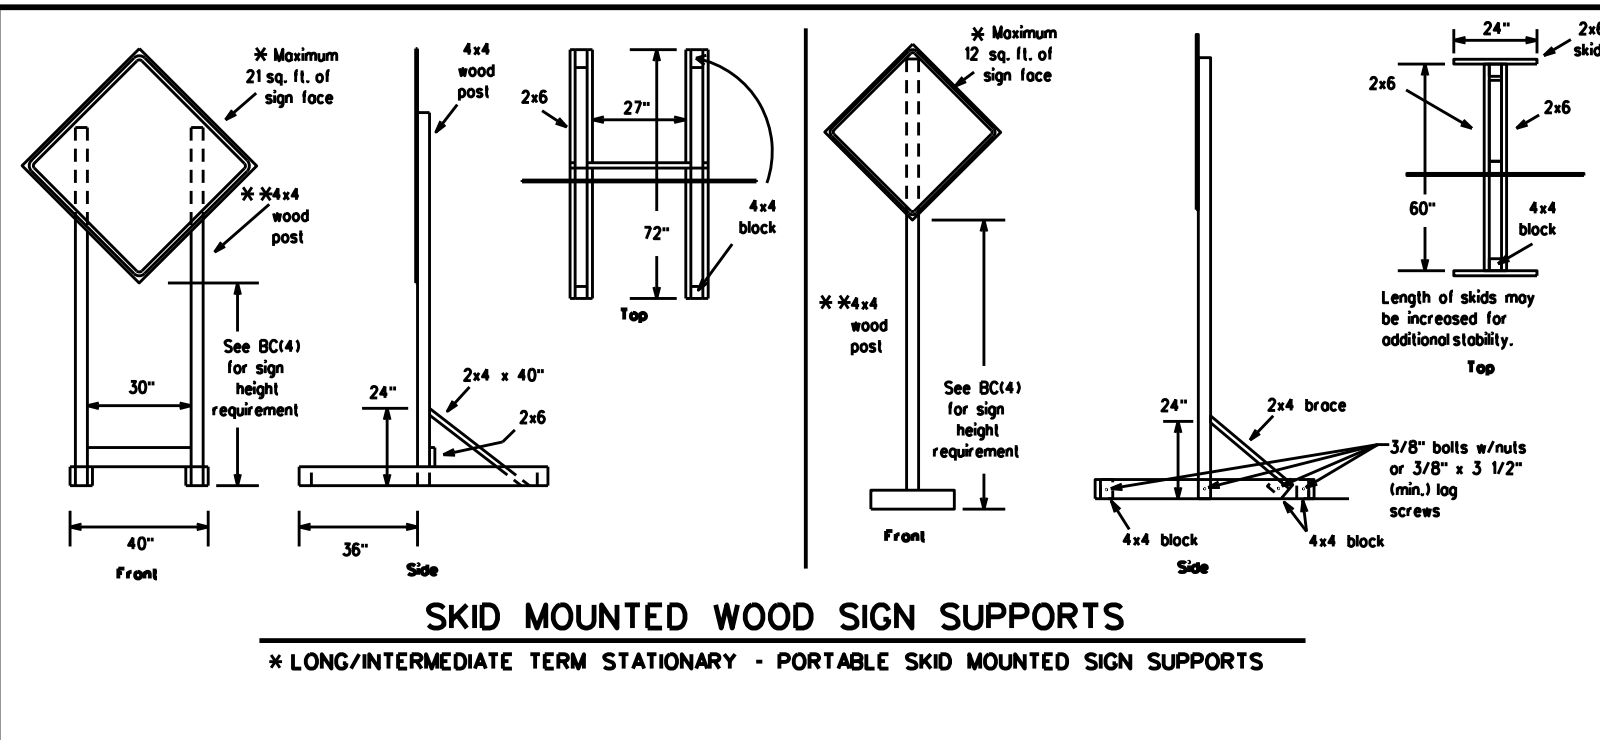 ✳ Maximum
21 sq. ft. of
sign face
✳ ✳4x4
wood
post
See BC(4)
for sign
height
requirement
30"
40"
Front
4x4
wood
post
24"
2x4 x 40"
2x6
36"
Side
2x6
27"
72"
4x4
block
Top
✳ Maximum
12 sq. ft. of
sign face
✳ ✳4x4
wood
post
See BC(4)
for sign
height
requirement
Front
24"
2x4 brace
3/8" bolts w/nuts
or 3/8" x 3 1/2"
(min.) lag
screws
4x4 block
4x4 block
Side
24"
2x6
skid
2x6
2x6
60"
4x4
block
Length of skids may
be increased for
additional stability.
Top
SKID MOUNTED WOOD SIGN SUPPORTS
✳ LONG/INTERMEDIATE TERM STATIONARY - PORTABLE SKID MOUNTED SIGN SUPPORTS